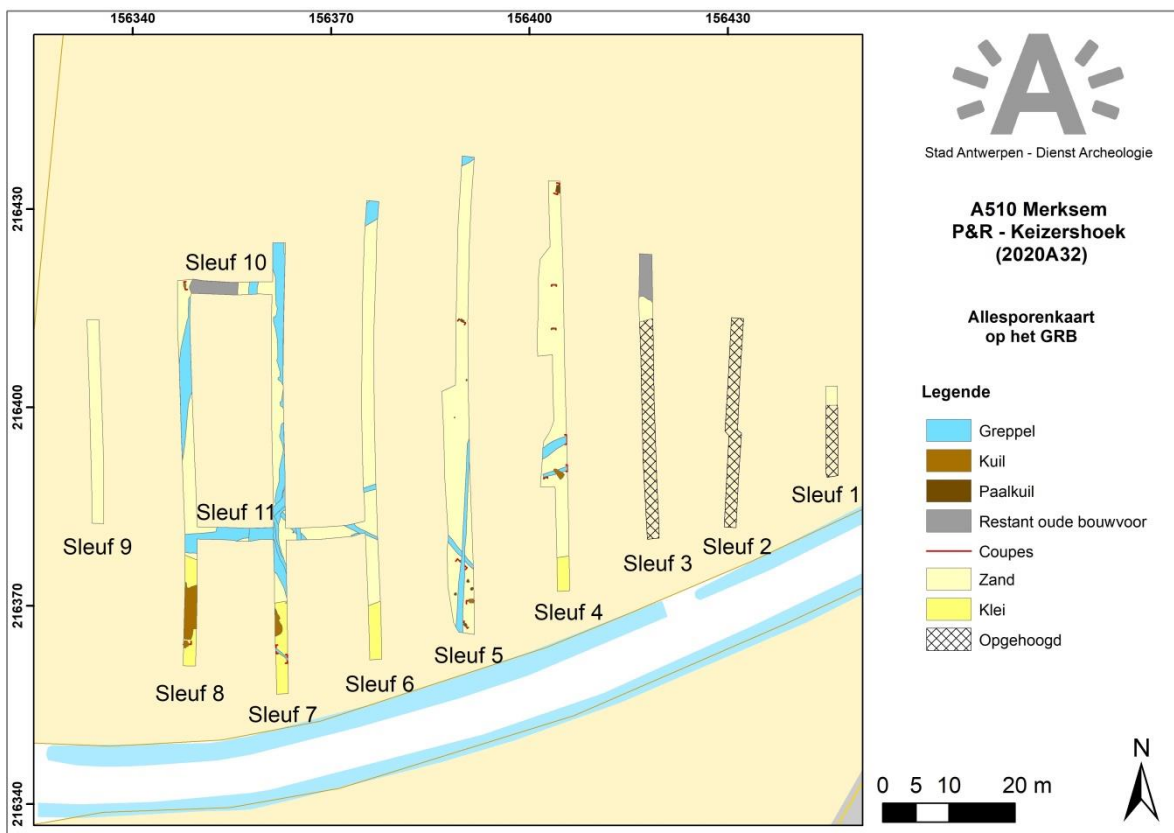 156340
156370
156400
156430
216430
216400
216370
216340
Sleuf 10
Sleuf 11
Sleuf 9
Sleuf 8
Sleuf 7
Sleuf 6
Sleuf 5
Sleuf 4
Sleuf 3
Sleuf 2
Sleuf 1
A
Stad Antwerpen - Dienst Archeologie
A510 Merksem
P&R - Keizershoek
(2020A32)
Allesporenkaart
op het GRB
Legende
Greppel
Kuil
Paalkuil
Restant oude bouwvoor
Coupes
Zand
Klei
Opgehoogd
N
0 5 10 20 m